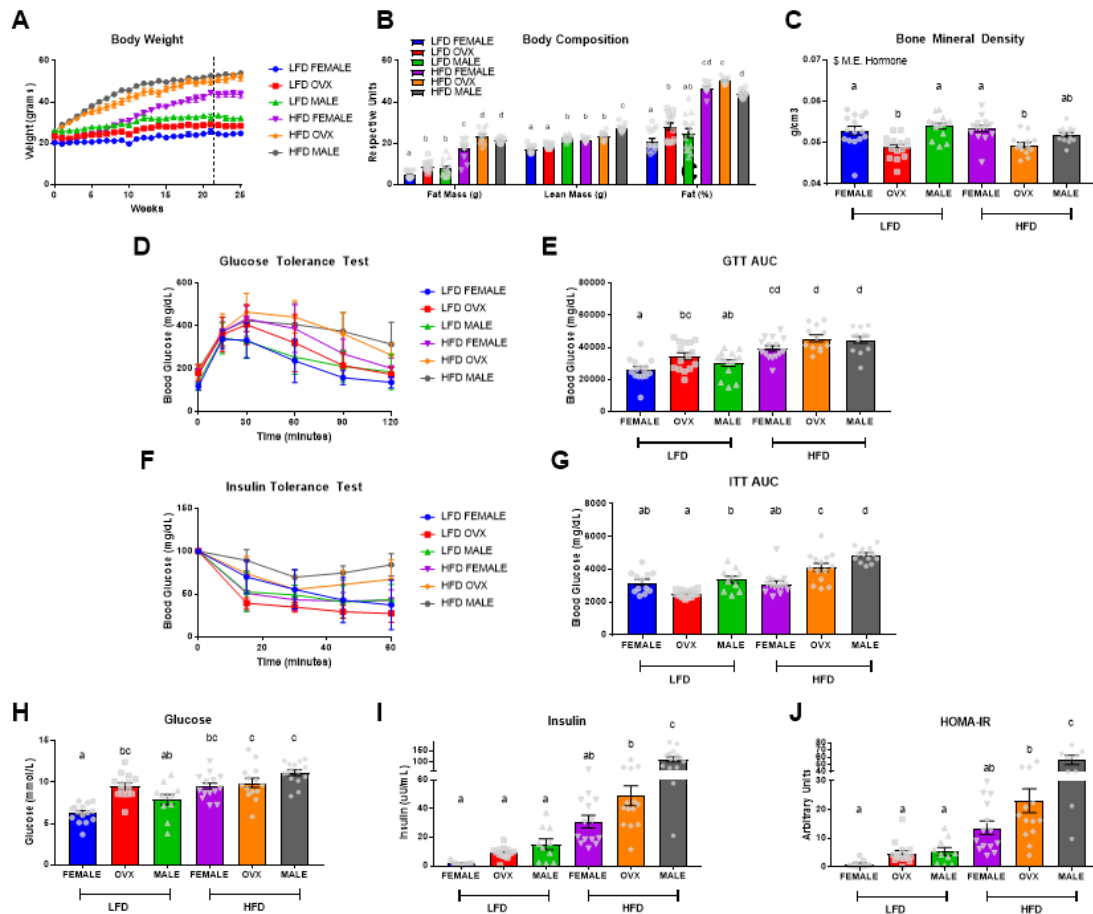 A
Body Weight
Weight (grams)
60
40
20
0
0 5 10 15 20 25
Weeks
LFD FEMALE
LFD OVX
LFD MALE
HFD FEMALE
HFD OVX
HFD MALE
B
Body Composition
LFD FEMALE
LFD OVX
LFD MALE
HFD FEMALE
HFD OVX
HFD MALE
Respective Units
60
40
20
0
a b b c d cd
a ab b b b c
a b ab cd c d
Fat Mass (g) Lean Mass (g) Fat (%)
C
Bone Mineral Density
$ M.E. Hormone
g/cm3
0.07
0.06
0.05
0.04
a b a a b ab
FEMALE OVX MALE FEMALE OVX MALE
LFD HFD
D
Glucose Tolerance Test
Blood Glucose (mg/dL)
600
400
200
0
0 30 60 90 120
Time (minutes)
LFD FEMALE
LFD OVX
LFD MALE
HFD FEMALE
HFD OVX
HFD MALE
E
GTT AUC
Blood Glucose (mg/dL)
80000
60000
40000
20000
0
a bc ab cd d d
FEMALE OVX MALE FEMALE OVX MALE
LFD HFD
F
Insulin Tolerance Test
Blood Glucose (mg/dL)
150
100
50
0
0 20 40 60
Time (minutes)
LFD FEMALE
LFD OVX
LFD MALE
HFD FEMALE
HFD OVX
HFD MALE
G
ITT AUC
Blood Glucose (mg/dL)
8000
6000
4000
2000
0
ab a b ab c d
FEMALE OVX MALE FEMALE OVX MALE
LFD HFD
H
Glucose
Glucose (mmol/L)
15
10
5
0
a bc ab bc c c
FEMALE OVX MALE FEMALE OVX MALE
LFD HFD
I
Insulin
Insulin (uU/mL)
200
150
100
60
40
20
0
a a a ab b c
FEMALE OVX MALE FEMALE OVX MALE
LFD HFD
J
HOMA-IR
Arbitrary Units
100
80
70
60
50
40
30
20
10
0
a a a ab b c
FEMALE OVX MALE FEMALE OVX MALE
LFD HFD